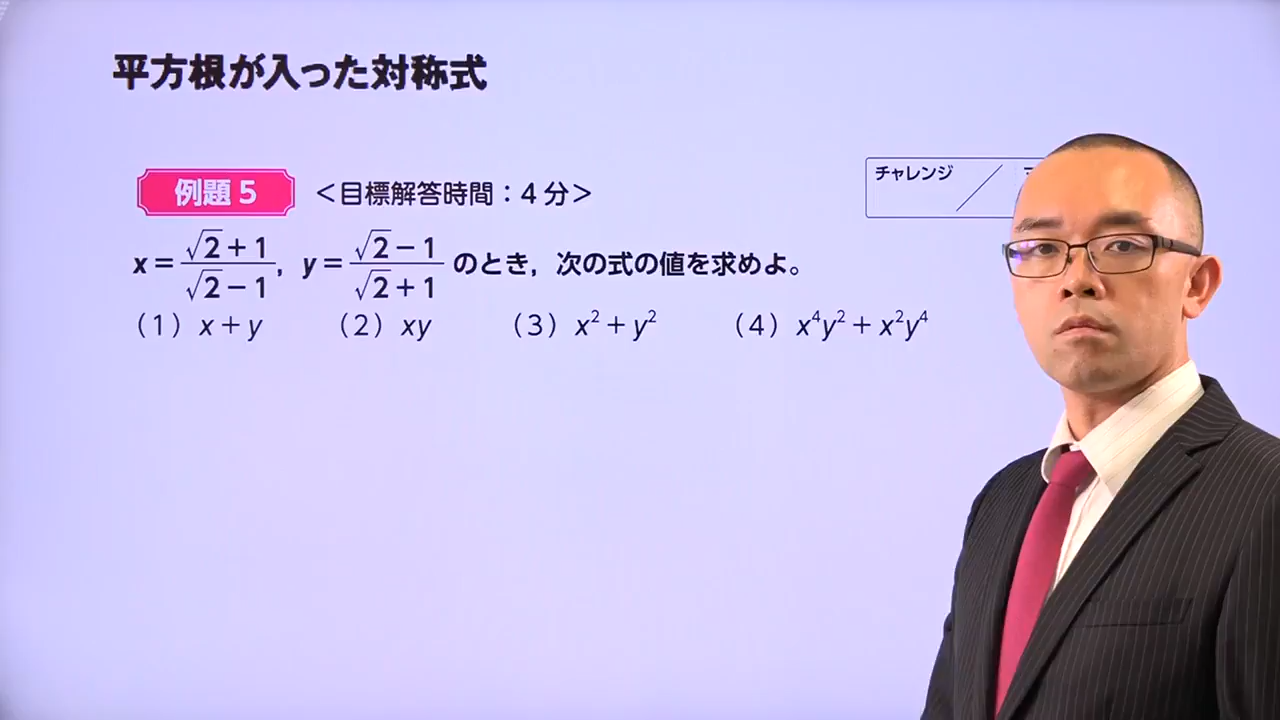 平方根が入った対称式
例題 5 <目標解答時間：4 分>
チャレンジ
x = (√2 + 1)/(√2 − 1), y = (√2 − 1)/(√2 + 1) のとき，次の式の値を求めよ。
（1）x + y （2）xy （3）x² + y² （4）x⁴y² + x²y⁴